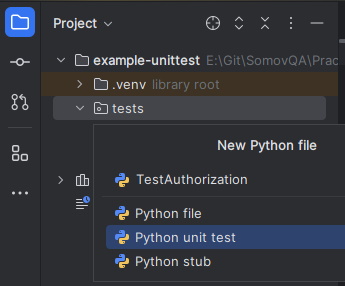 Project
example-unittest E:\Git\SomovQA\Prac
.venv library root
tests
New Python file
TestAuthorization
Python file
Python unit test
Python stub